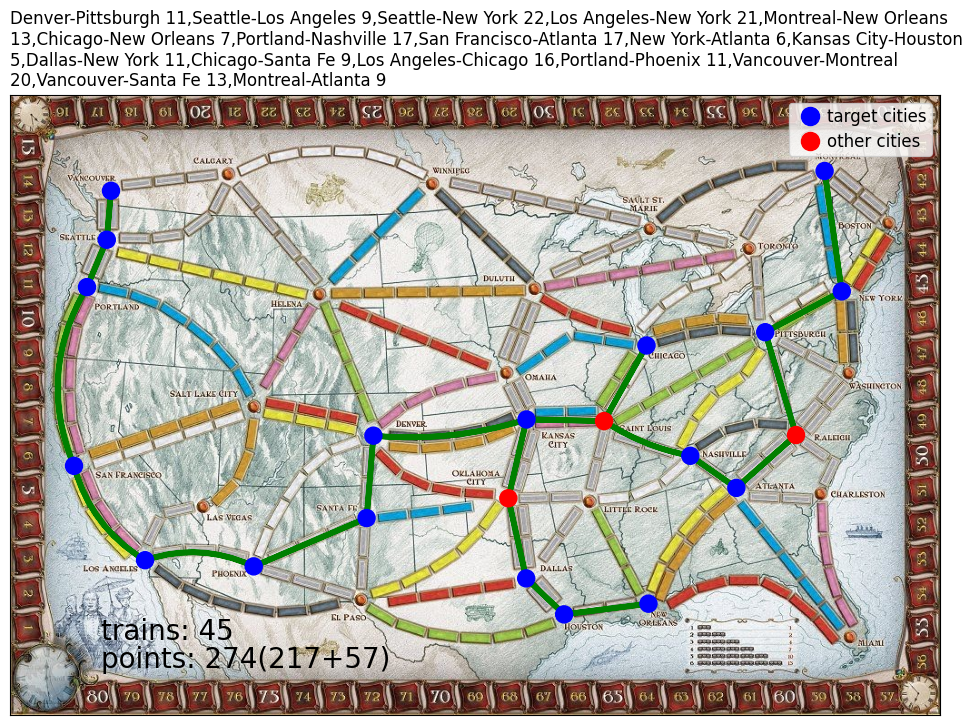 Denver-Pittsburgh 11,Seattle-Los Angeles 9,Seattle-New York 22,Los Angeles-New York 21,Montreal-New Orleans
13,Chicago-New Orleans 7,Portland-Nashville 17,San Francisco-Atlanta 17,New York-Atlanta 6,Kansas City-Houston
5,Dallas-New York 11,Chicago-Santa Fe 9,Los Angeles-Chicago 16,Portland-Phoenix 11,Vancouver-Montreal
20,Vancouver-Santa Fe 13,Montreal-Atlanta 9
target cities
other cities
VANCOUVER
CALGARY
WINNIPEG
SAULT ST.
MARIE
BOSTON
SEATTLE
TORONTO
DULUTH
HELENA
PORTLAND
NEW YORK
PITTSBURGH
CHICAGO
OMAHA
WASHINGTON
SALT LAKE CITY
DENVER
SAINT LOUIS
KANSAS
CITY
RALEIGH
SAN FRANCISCO
NASHVILLE
OKLAHOMA
CITY
ATLANTA
CHARLESTON
SANTA FE
LITTLE ROCK
LAS VEGAS
LOS ANGELES
PHOENIX
DALLAS
EL PASO
HOUSTON
NEW
ORLEANS
MIAMI
trains: 45
points: 274(217+57)
80 79 78 77 76 75 74 73 72 71 70 69 68 67 66 65 64 63 62 61 60 59 58 57